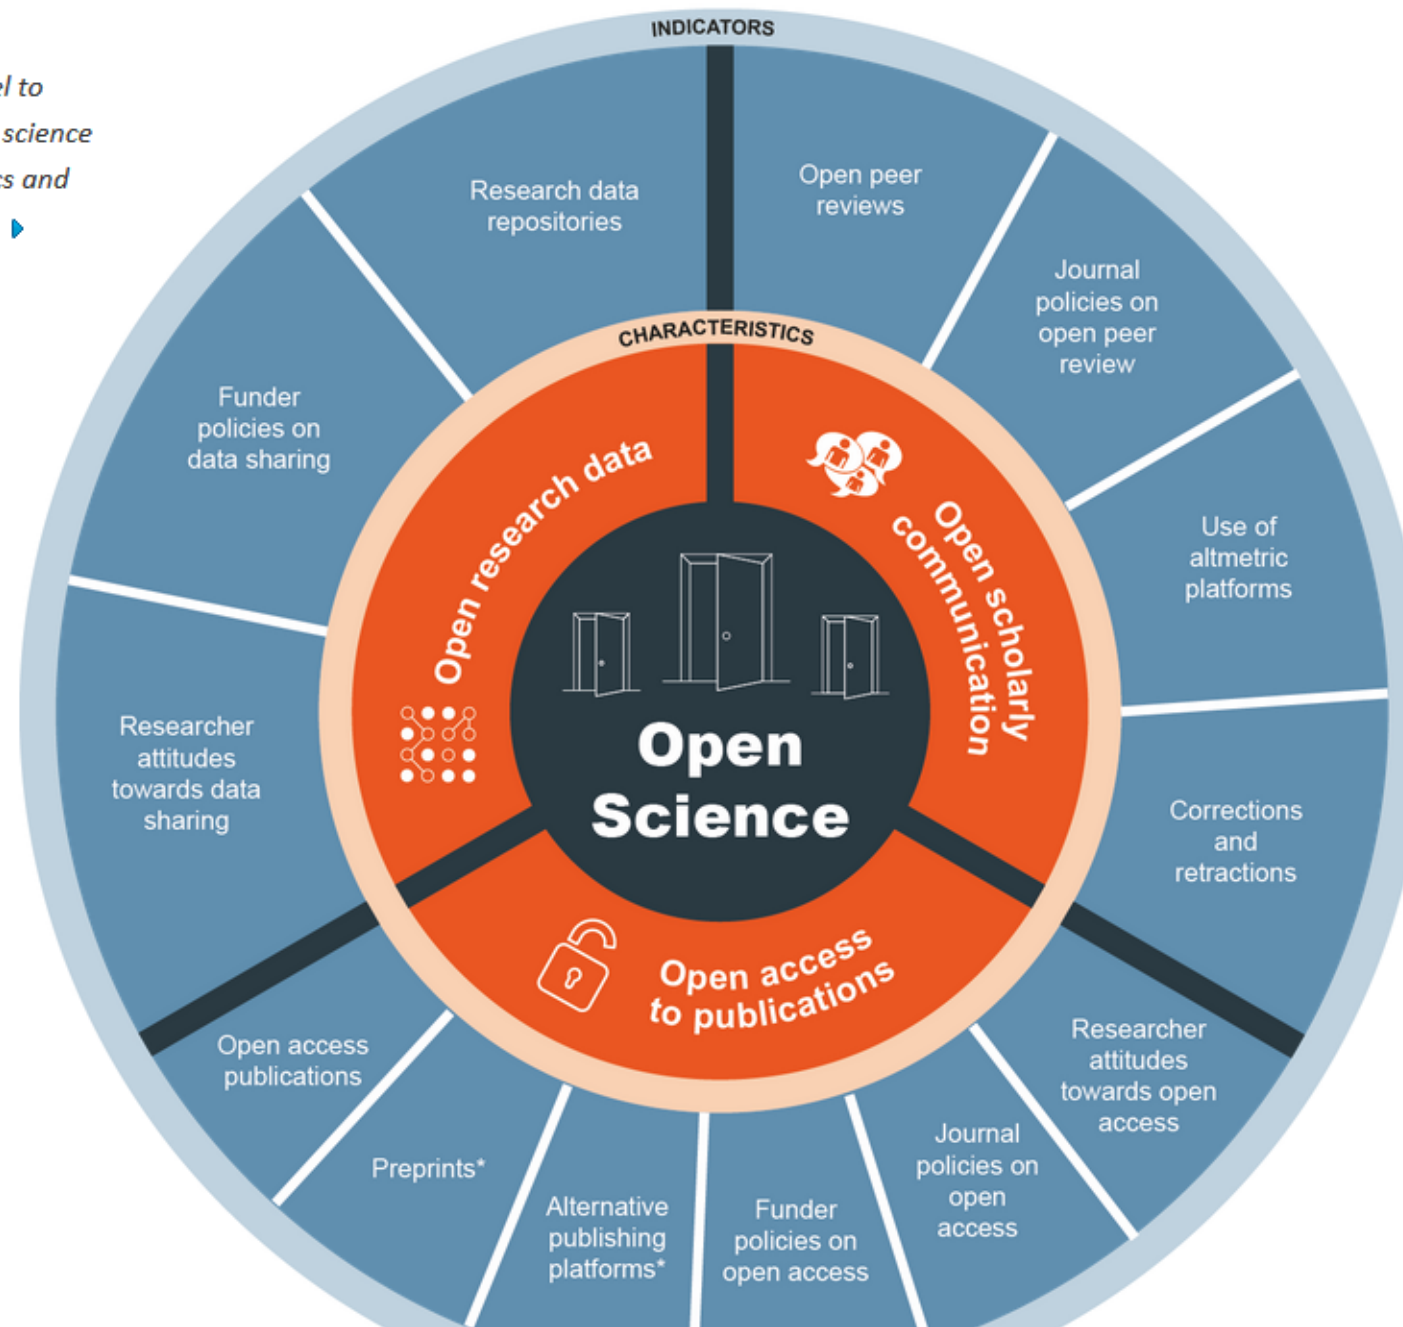 INDICATORS
el to
science
cs and
Research data
repositories
Open peer
reviews
Journal
policies on
open peer
review
CHARACTERISTICS
Funder
policies on
data sharing
Open research data
Open scholarly
communication
Use of
altmetric
platforms
Researcher
attitudes
towards data
sharing
Open
Science
Corrections
and
retractions
Open access
to publications
Open access
publications
Preprints*
Alternative
publishing
platforms*
Funder
policies on
open access
Journal
policies on
open
access
Researcher
attitudes
towards open
access